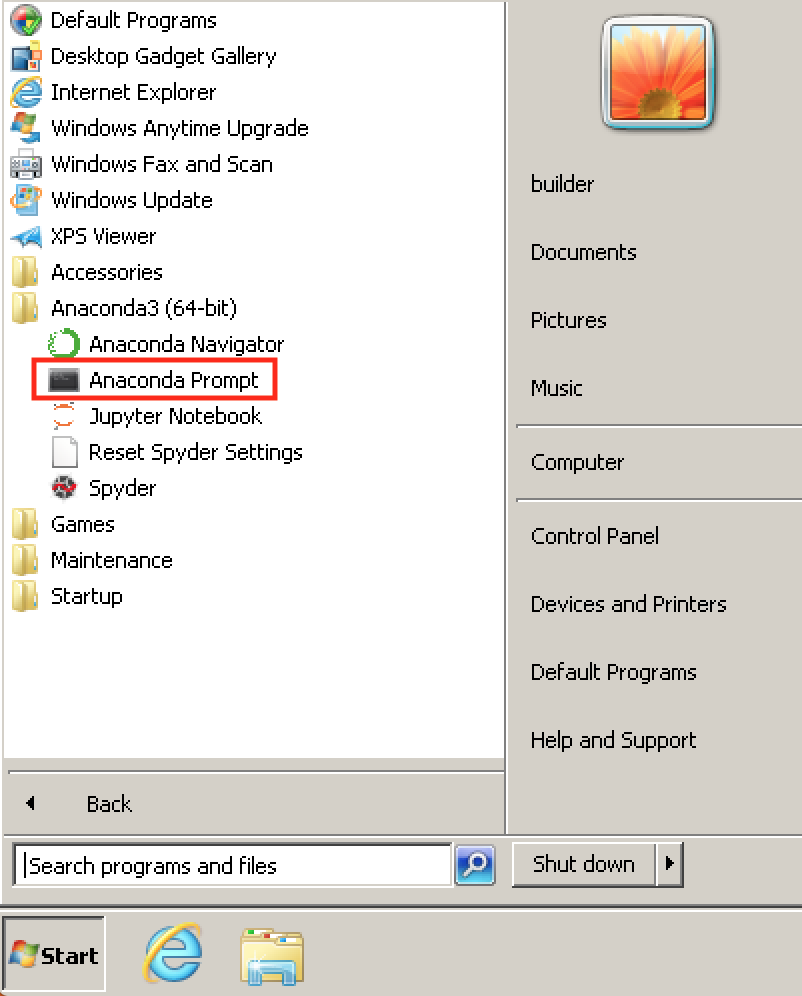 Default Programs
Desktop Gadget Gallery
Internet Explorer
Windows Anytime Upgrade
Windows Fax and Scan
Windows Update
XPS Viewer
Accessories
Anaconda3 (64-bit)
Anaconda Navigator
Anaconda Prompt
Jupyter Notebook
Reset Spyder Settings
Spyder
Games
Maintenance
Startup
Back
Search programs and files
builder
Documents
Pictures
Music
Computer
Control Panel
Devices and Printers
Default Programs
Help and Support
Shut down
Start